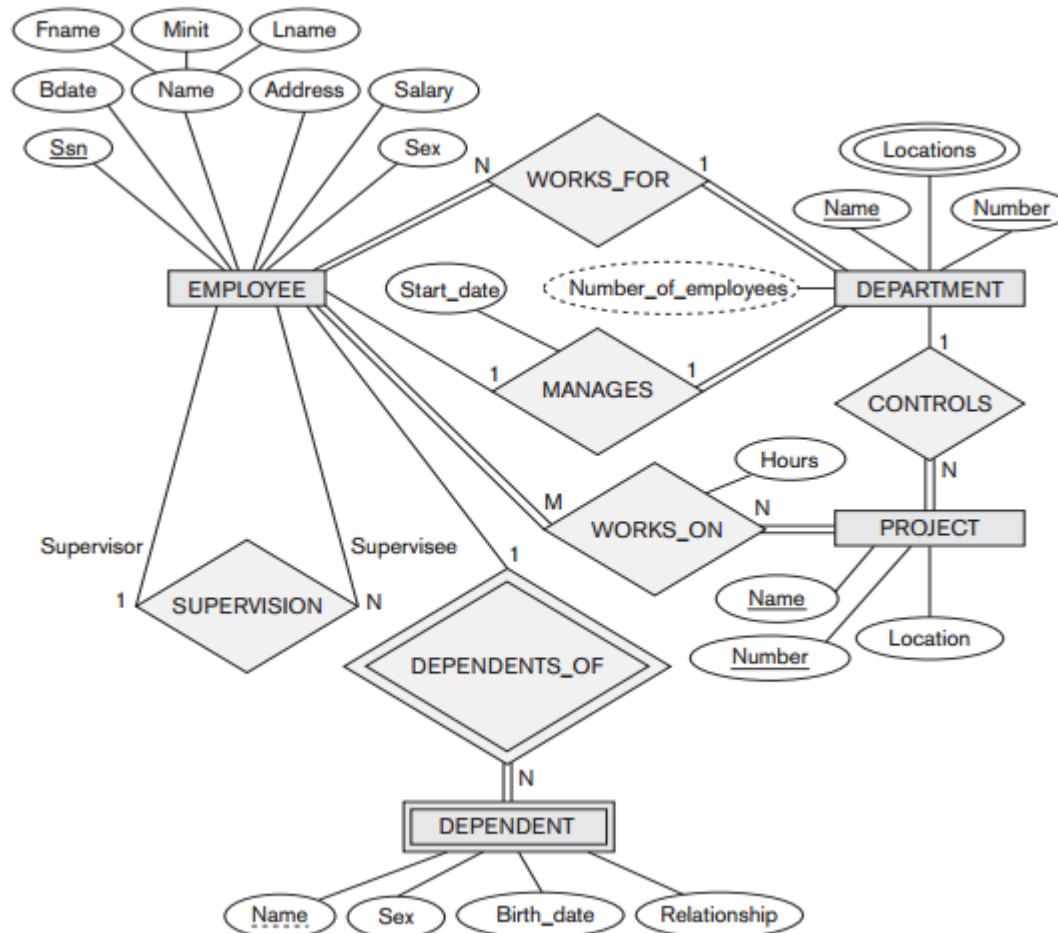 Fname
Minit
Lname
Bdate
Name
Address
Salary
Ssn
Sex
Locations
N
WORKS_FOR
1
Name
Number
EMPLOYEE
Start_date
Number_of_employees
DEPARTMENT
1
MANAGES
1
1
CONTROLS
Hours
N
M
WORKS_ON
N
PROJECT
Supervisor
Supervisee
1
Name
1
SUPERVISION
N
Number
Location
DEPENDENTS_OF
N
DEPENDENT
Name
Sex
Birth_date
Relationship